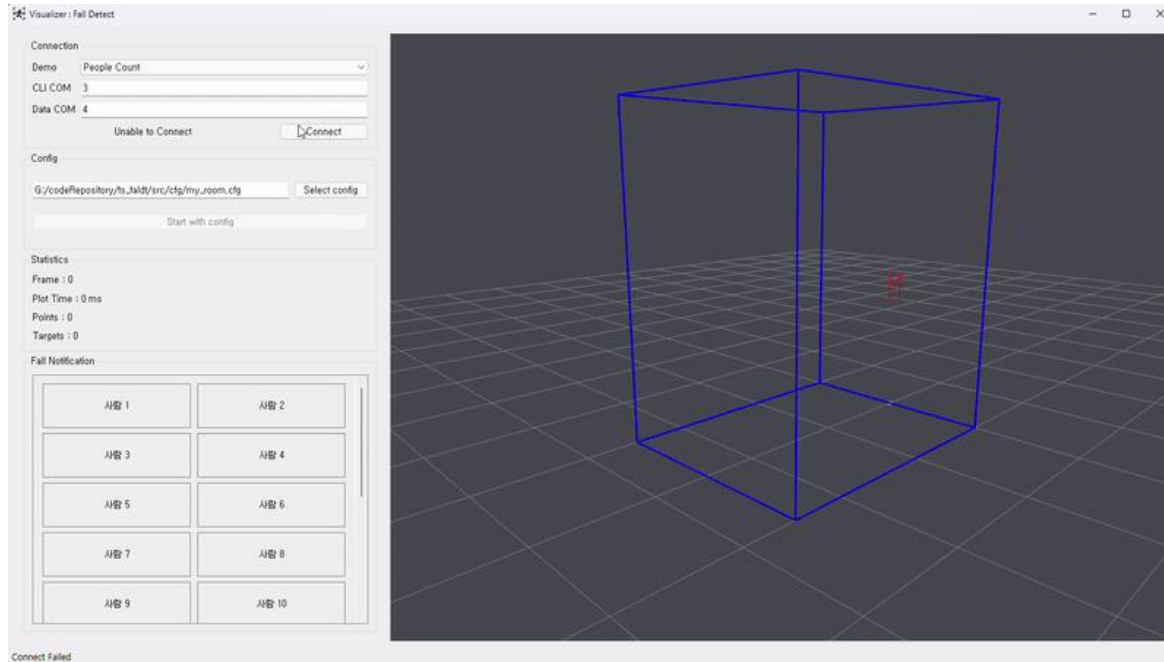 Visualizer : Fall Detect
Connection
Demo People Count
CLI COM 3
Data COM 4
Unable to Connect Connect
Config
G:/codeRepository/ts_faldt/src/cfg/my_room.cfg Select config
Start with config
Statistics
Frame : 0
Plot Time : 0 ms
Points : 0
Targets : 0
Fall Notification
사람 1 사람 2
사람 3 사람 4
사람 5 사람 6
사람 7 사람 8
사람 9 사람 10
Connect Failed